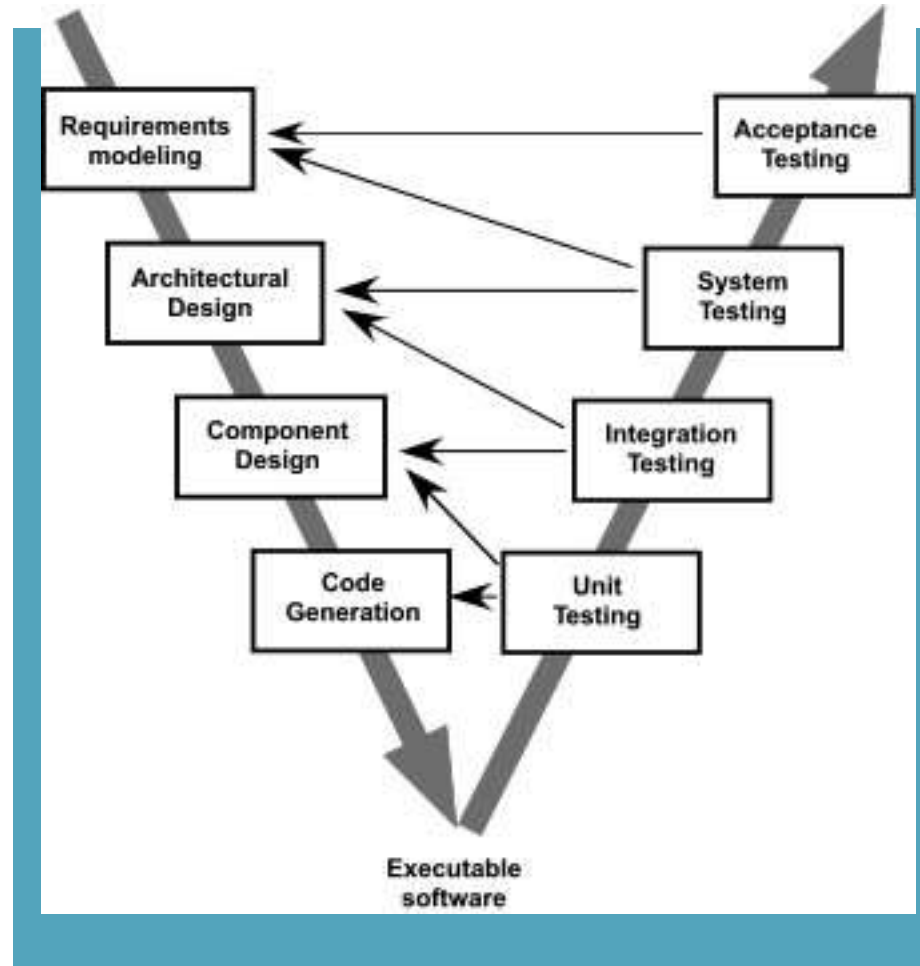 Requirements
modeling
Acceptance
Testing
Architectural
Design
System
Testing
Component
Design
Integration
Testing
Code
Generation
Unit
Testing
Executable
software